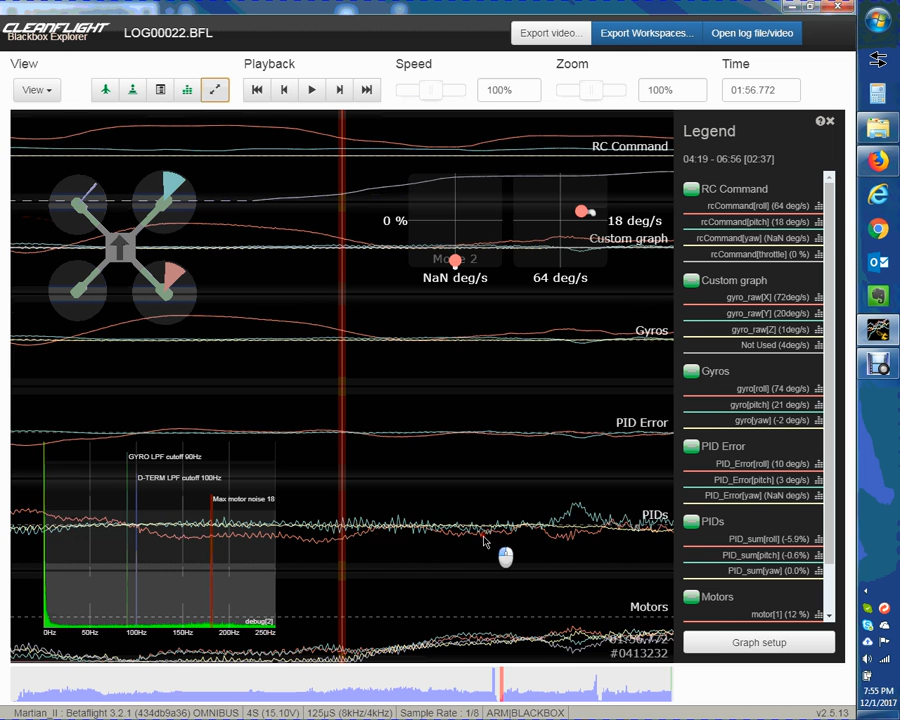 CLEANFLIGHT
Blackbox Explorer
LOG00022.BFL
Export video...
Export Workspaces...
Open log file/video
View
Playback
Speed
Zoom
Time
View
100%
100%
01:56.772
RC Command
0 %
18 deg/s
Custom graph
Mode 2
NaN deg/s
64 deg/s
Gyros
PID Error
GYRO LPF cutoff 90Hz
D-TERM LPF cutoff 100Hz
Max motor noise 18
PIDs
Motors
debug[2]
0Hz
50Hz
100Hz
150Hz
200Hz
250Hz
01:56.772
#0413232
Legend
04:19 - 06:56 [02:37]
RC Command
rcCommand[roll] (64 deg/s)
rcCommand[pitch] (18 deg/s)
rcCommand[yaw] (NaN deg/s)
rcCommand[throttle] (0 %)
Custom graph
gyro_raw[X] (72deg/s)
gyro_raw[Y] (20deg/s)
gyro_raw[Z] (1deg/s)
Not Used (4deg/s)
Gyros
gyro[roll] (74 deg/s)
gyro[pitch] (21 deg/s)
gyro[yaw] (-2 deg/s)
PID Error
PID_Error[roll] (10 deg/s)
PID_Error[pitch] (3 deg/s)
PID_Error[yaw] (NaN deg/s)
PIDs
PID_sum[roll] (-5.9%)
PID_sum[pitch] (-0.6%)
PID_sum[yaw] (0.0%)
Motors
motor[1] (12 %)
Graph setup
Martian_II | Betaflight 3.2.1 (434db9a36) OMNIBUS | 4S (15.10V) | 125µS (8kHz/4kHz) | Sample Rate : 1/8 | ARM|BLACKBOX
v2.5.13
7:55 PM
12/1/2017